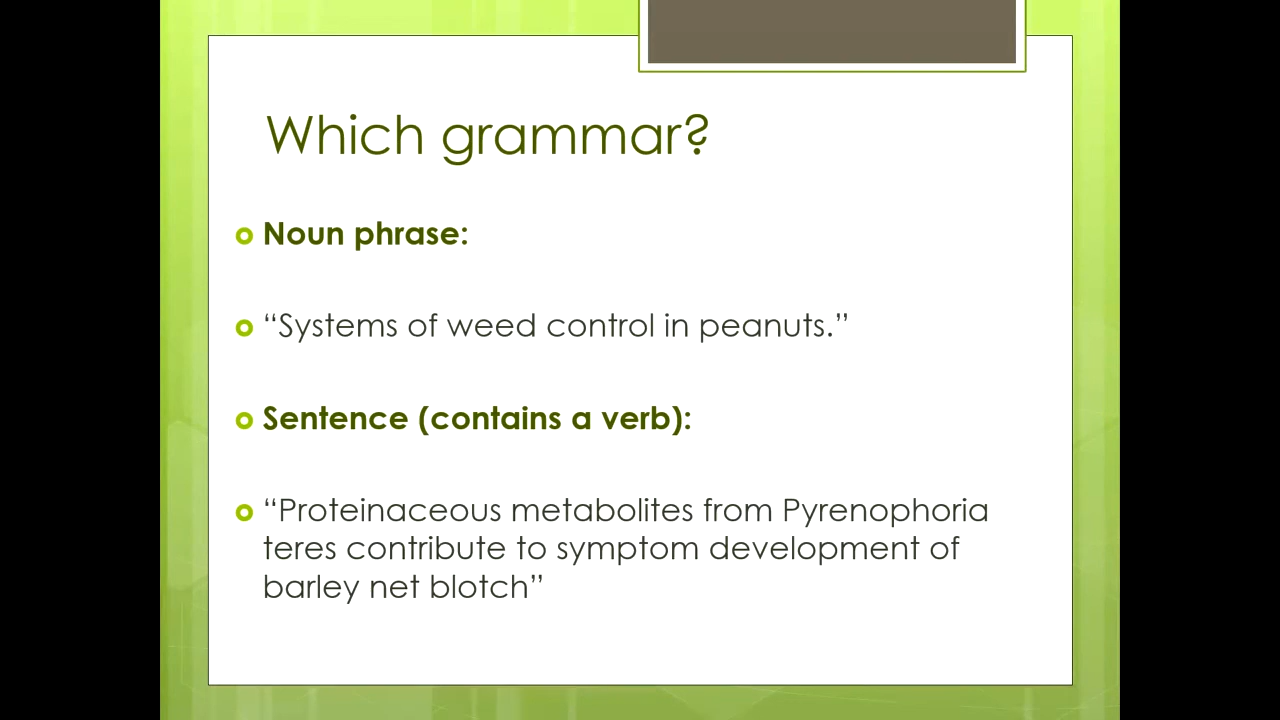 Which grammar?
Noun phrase:
“Systems of weed control in peanuts.”
Sentence (contains a verb):
“Proteinaceous metabolites from Pyrenophoria
teres contribute to symptom development of
barley net blotch”